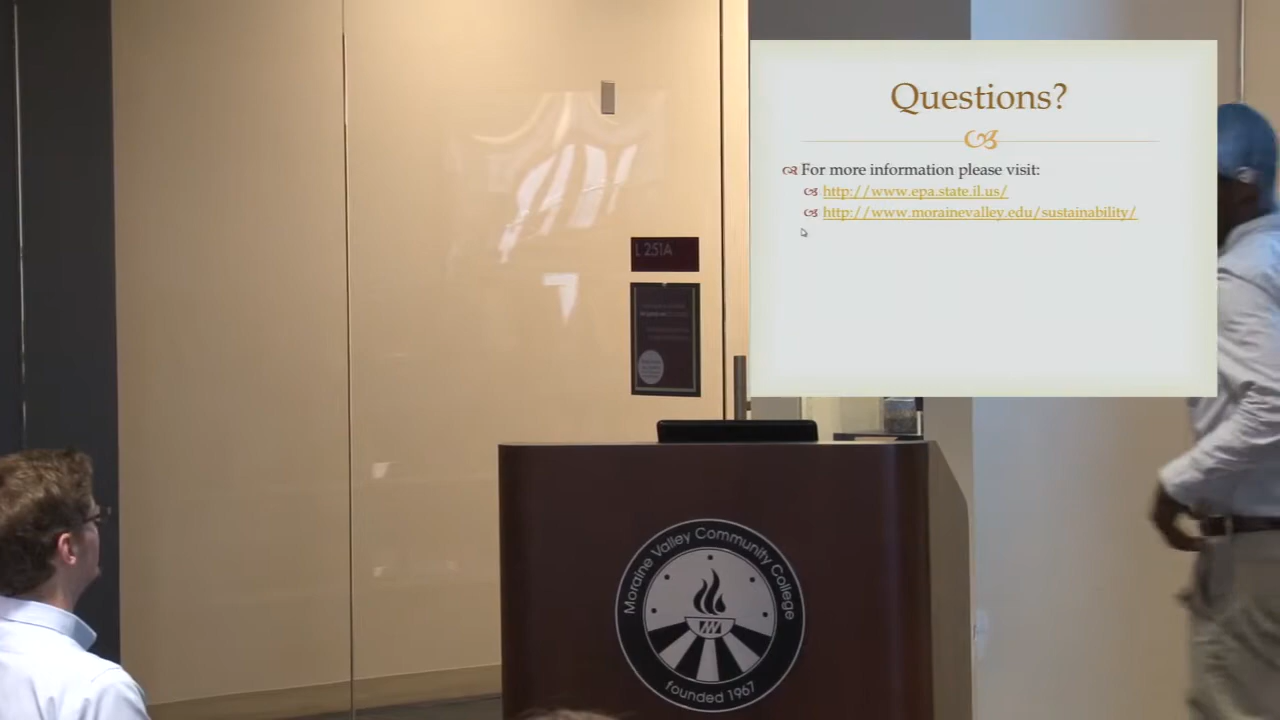 Questions?
For more information please visit:
http://www.epa.state.il.us/
http://www.morainevalley.edu/sustainability/
L 251A
Moraine Valley Community College
founded 1967